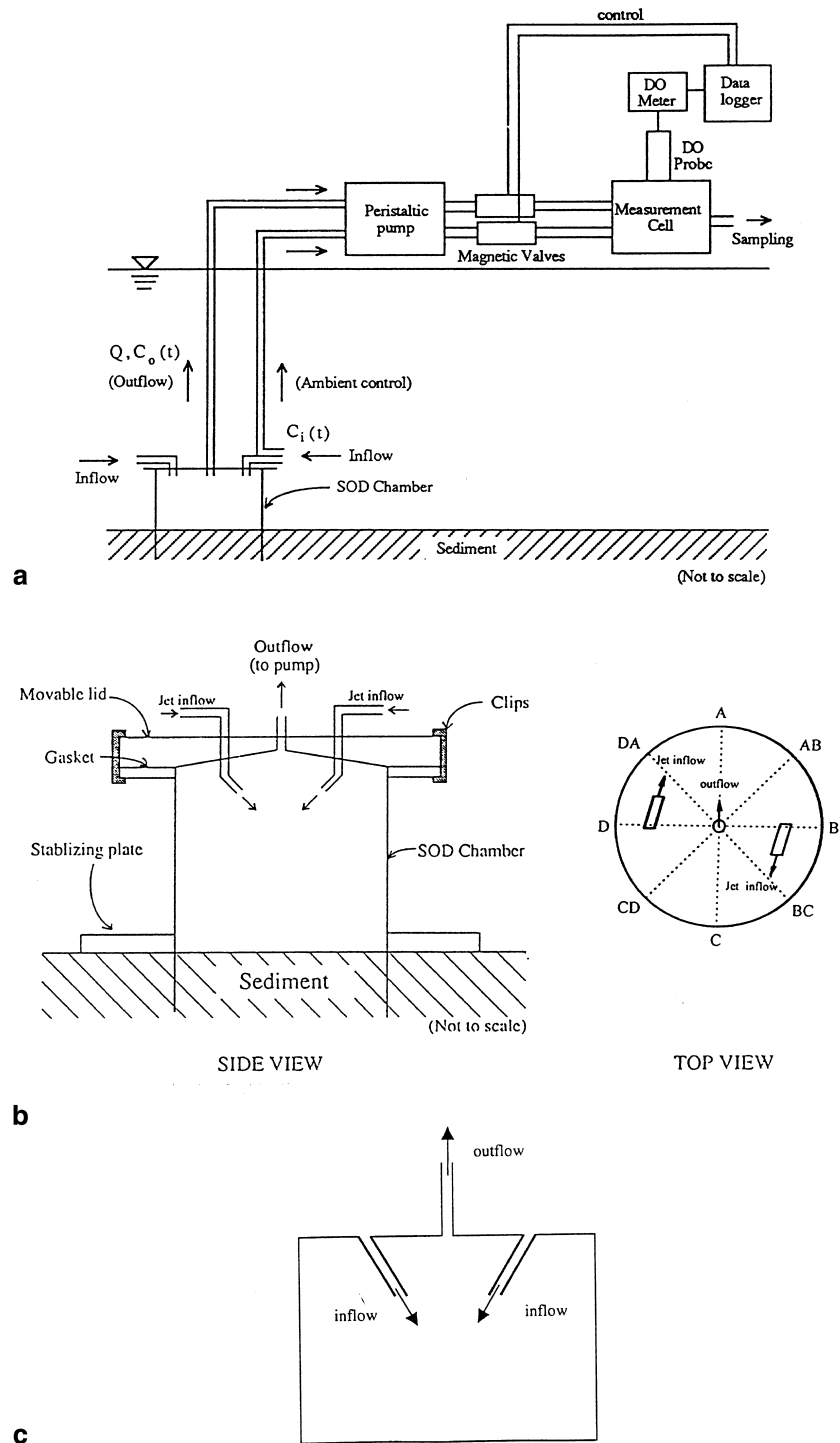 control
DO
Meter
Data
logger
DO
Probe
Peristaltic
pump
Measurement
Cell
Sampling
Magnetic Valves
Q, Co(t)
(Outflow)
(Ambient control)
Ci(t)
Inflow
Inflow
SOD Chamber
Sediment
(Not to scale)
a
Outflow
(to pump)
Movable lid
Jet inflow
Jet inflow
Clips
Gasket
Stablizing plate
SOD Chamber
Sediment
(Not to scale)
SIDE VIEW
A
DA
AB
Jet inflow
outflow
D
B
Jet inflow
CD
BC
C
TOP VIEW
b
outflow
inflow
inflow
c